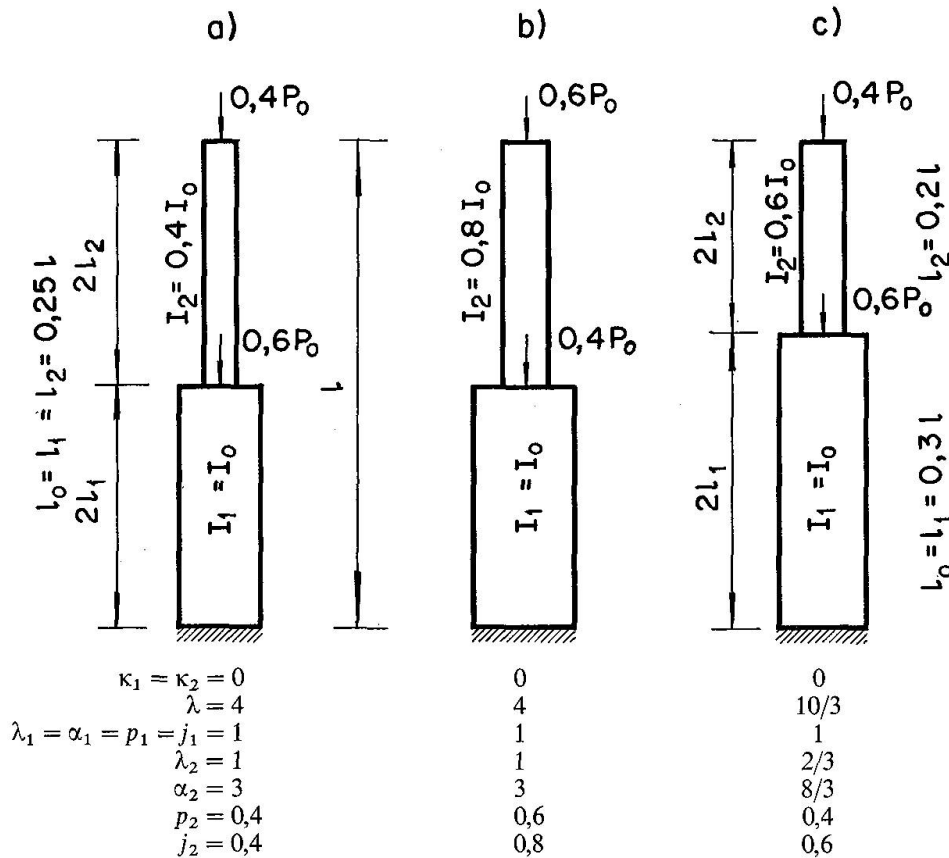 a)
b)
c)
0,4P₀
0,6P₀
0,4P₀
2l₂
I₂ = 0,4 I₀
0,6P₀
l₀ = l₁ = l₂ = 0,25 l
2l₁
I₁ = I₀
l
I₂ = 0,8 I₀
0,4P₀
I₁ = I₀
2l₂
I₂ = 0,6 I₀
l₂ = 0,2 l
0,6P₀
2l₁
I₁ = I₀
l₀ = l₁ = 0,3 l
κ₁ = κ₂ = 0 0 0
λ = 4 4 10/3
λ₁ = α₁ = p₁ = j₁ = 1 1 1
λ₂ = 1 1 2/3
α₂ = 3 3 8/3
p₂ = 0,4 0,6 0,4
j₂ = 0,4 0,8 0,6